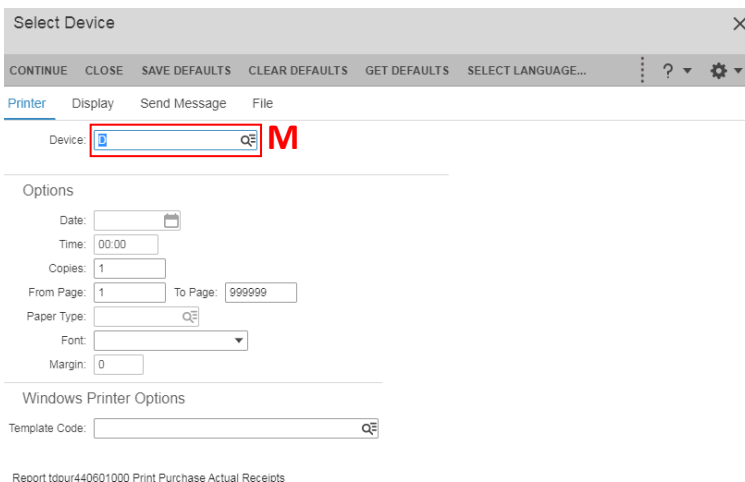 Select Device
CONTINUE CLOSE SAVE DEFAULTS CLEAR DEFAULTS GET DEFAULTS SELECT LANGUAGE... ?
Printer Display Send Message File
Device: D M
Options
Date:
Time: 00:00
Copies: 1
From Page: 1 To Page: 999999
Paper Type:
Font:
Margin: 0
Windows Printer Options
Template Code:
Report tdpur440601000 Print Purchase Actual Receipts